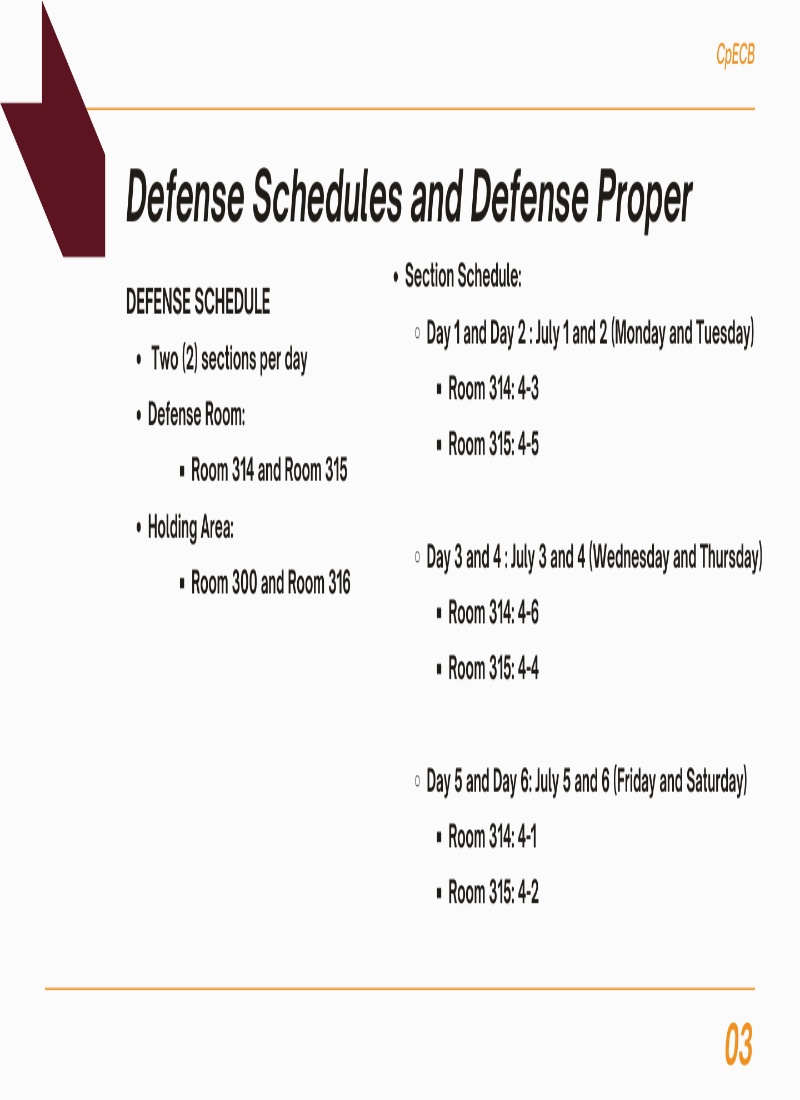 CpECB
Defense Schedules and Defense Proper
DEFENSE SCHEDULE
• Two (2) sections per day
• Defense Room:
▪ Room 314 and Room 315
• Holding Area:
▪ Room 300 and Room 316
• Section Schedule:
○ Day 1 and Day 2 : July 1 and 2 (Monday and Tuesday)
▪ Room 314: 4-3
▪ Room 315: 4-5
○ Day 3 and 4 : July 3 and 4 (Wednesday and Thursday)
▪ Room 314: 4-6
▪ Room 315: 4-4
○ Day 5 and Day 6: July 5 and 6 (Friday and Saturday)
▪ Room 314: 4-1
▪ Room 315: 4-2
03